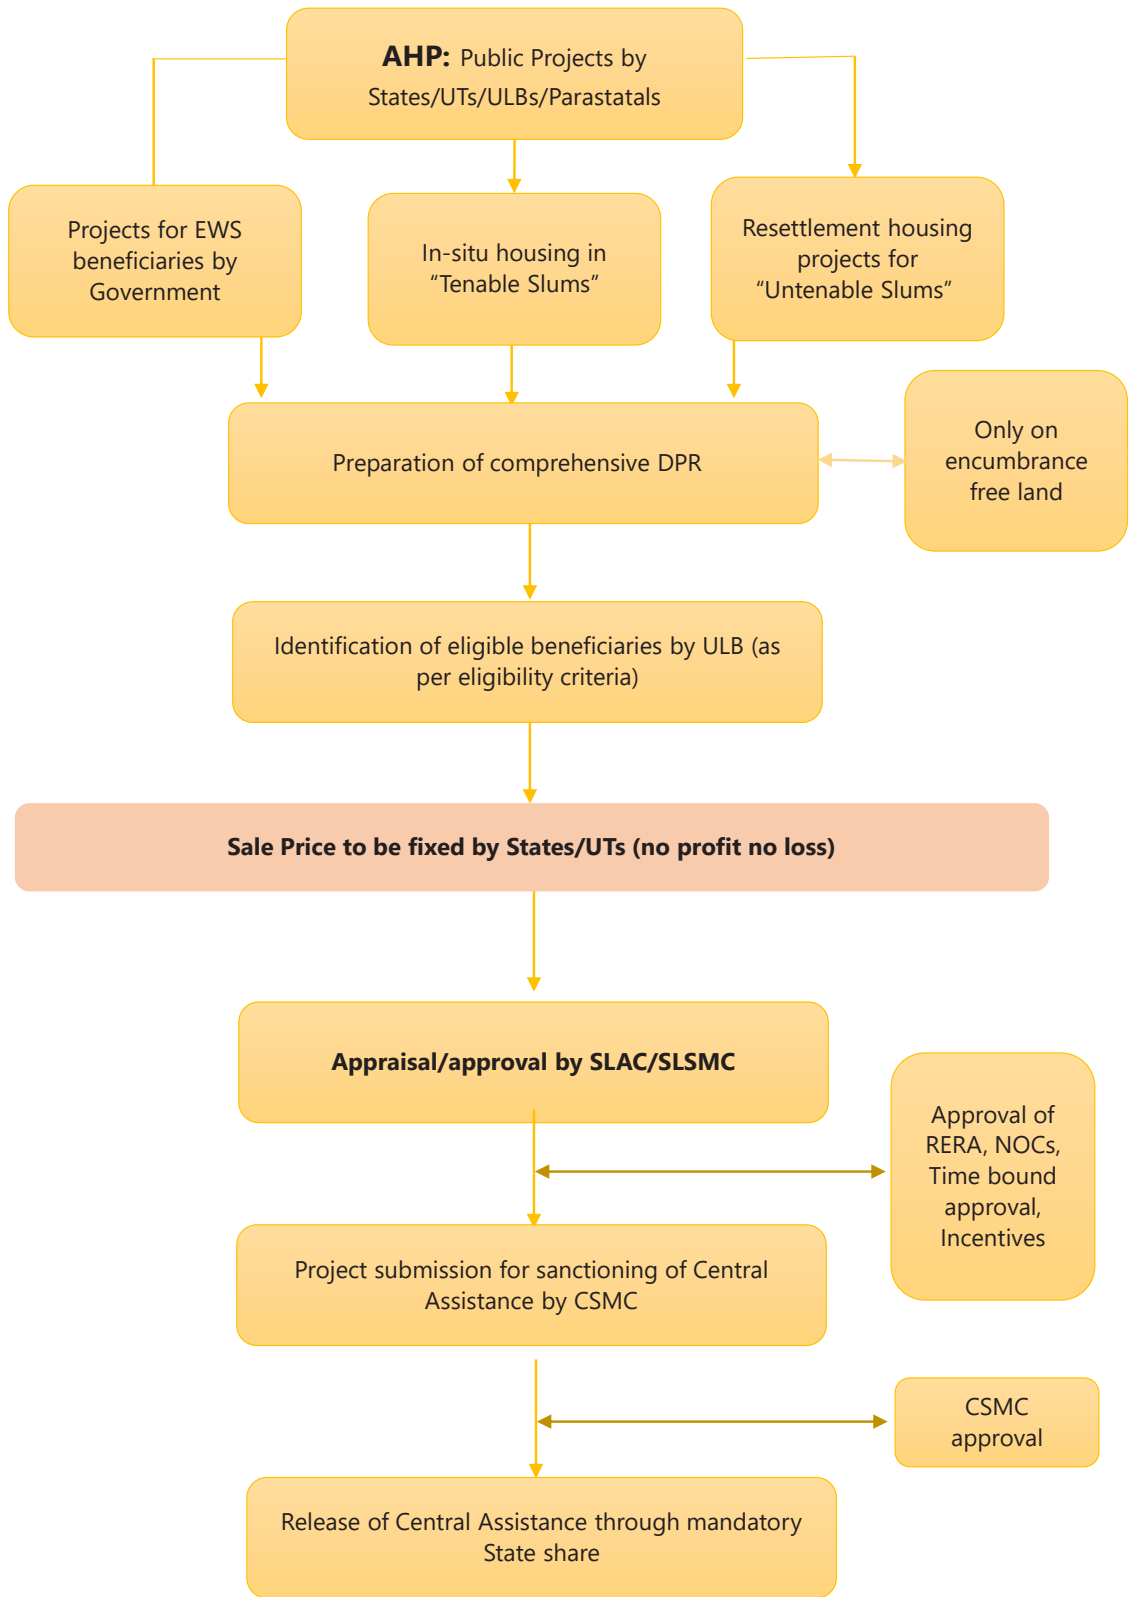 AHP: Public Projects by
States/UTs/ULBs/Parastatals
Projects for EWS
beneficiaries by
Government
In-situ housing in
“Tenable Slums”
Resettlement housing
projects for
“Untenable Slums”
Preparation of comprehensive DPR
Only on
encumbrance
free land
Identification of eligible beneficiaries by ULB (as
per eligibility criteria)
Sale Price to be fixed by States/UTs (no profit no loss)
Appraisal/approval by SLAC/SLSMC
Approval of
RERA, NOCs,
Time bound
approval,
Incentives
Project submission for sanctioning of Central
Assistance by CSMC
CSMC
approval
Release of Central Assistance through mandatory
State share